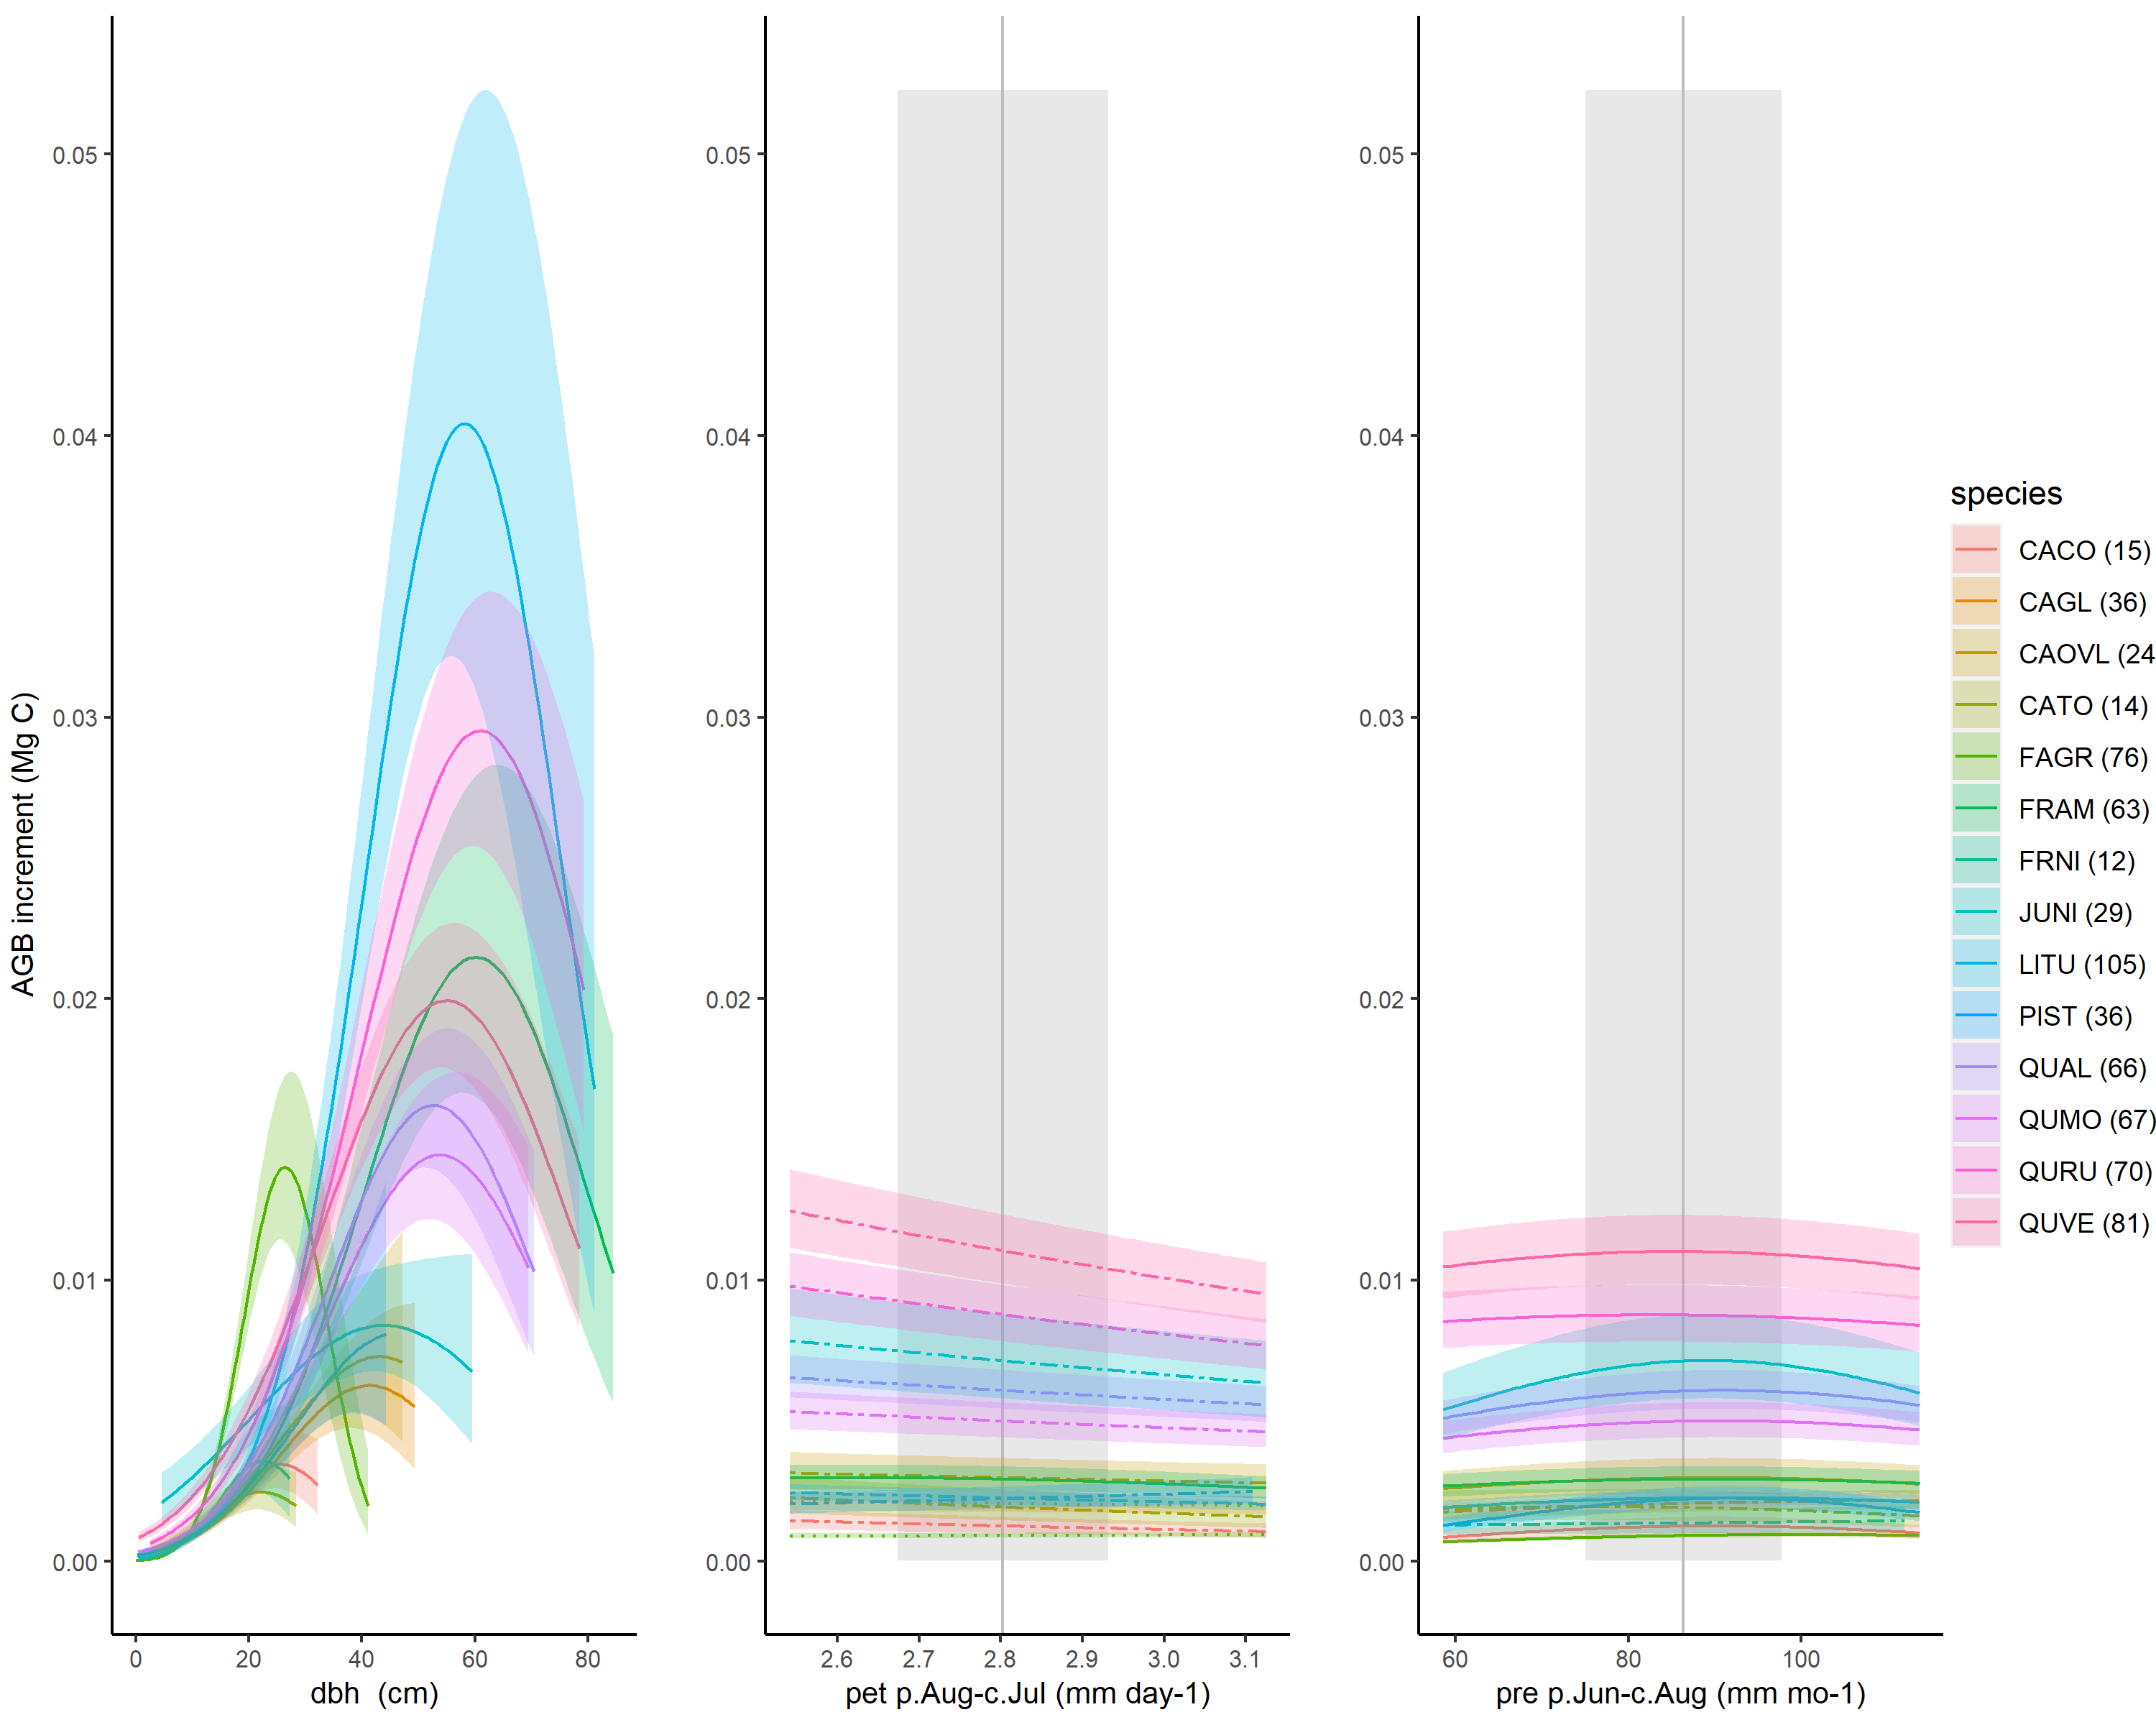 AGB increment (Mg C)
0.05
0.04
0.03
0.02
0.01
0.00
0 20 40 60 80
dbh (cm)
0.05
0.04
0.03
0.02
0.01
0.00
2.6 2.7 2.8 2.9 3.0 3.1
pet p.Aug-c.Jul (mm day-1)
0.05
0.04
0.03
0.02
0.01
0.00
60 80 100
pre p.Jun-c.Aug (mm mo-1)
species
CACO (15)
CAGL (36)
CAOVL (24
CATO (14)
FAGR (76)
FRAM (63)
FRNI (12)
JUNI (29)
LITU (105)
PIST (36)
QUAL (66)
QUMO (67)
QURU (70)
QUVE (81)